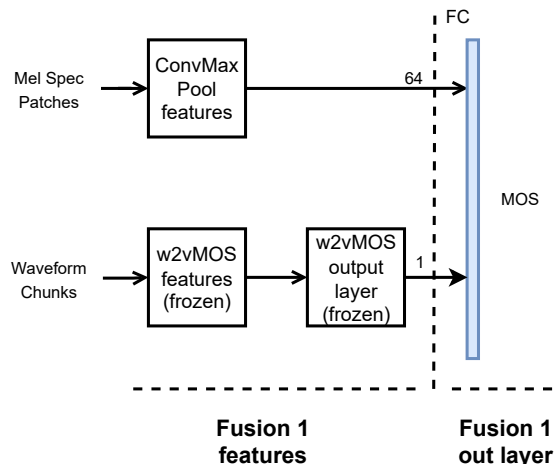 FC
Mel Spec
Patches
ConvMax
Pool
features
64
MOS
Waveform
Chunks
w2vMOS
features
(frozen)
w2vMOS
output
layer
(frozen)
1
Fusion 1
features
Fusion 1
out layer